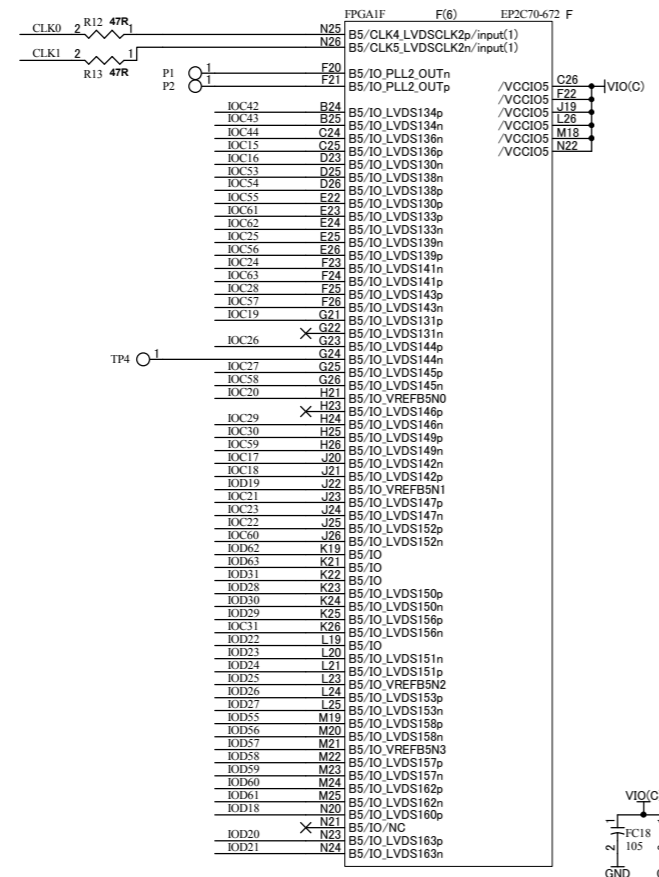 FPGA1F F(6) EP2C70-672 F
CLK0 2 R12 47R 1 N25 B5/CLK4_LVDSCLK2p/input(1)
CLK1 2 R13 47R 1 N26 B5/CLK5_LVDSCLK2n/input(1)
P1 1 F20 B5/IO_PLL2_OUTn
P2 1 F21 B5/IO_PLL2_OUTp
/VCCIO5 C26 VIO(C)
/VCCIO5 F22
/VCCIO5 J19
/VCCIO5 L26
/VCCIO5 M18
/VCCIO5 N22
IOC42 B24 B5/IO_LVDS134p
IOC43 B25 B5/IO_LVDS134n
IOC44 C24 B5/IO_LVDS136n
IOC15 C25 B5/IO_LVDS136p
IOC16 D23 B5/IO_LVDS130n
IOC53 D25 B5/IO_LVDS138n
IOC54 D26 B5/IO_LVDS138p
IOC55 E22 B5/IO_LVDS130p
IOC61 E23 B5/IO_LVDS133p
IOC62 E24 B5/IO_LVDS133n
IOC25 E25 B5/IO_LVDS139n
IOC56 E26 B5/IO_LVDS139p
IOC24 F23 B5/IO_LVDS141n
IOC63 F24 B5/IO_LVDS141p
IOC28 F25 B5/IO_LVDS143p
IOC57 F26 B5/IO_LVDS143n
IOC19 G21 B5/IO_LVDS131p
G22 B5/IO_LVDS131n
IOC26 G23 B5/IO_LVDS144p
TP4 1 G24 B5/IO_LVDS144n
IOC27 G25 B5/IO_LVDS145p
IOC58 G26 B5/IO_LVDS145n
IOC20 H21 B5/IO_VREFB5N0
H23 B5/IO_LVDS146p
IOC29 H24 B5/IO_LVDS146n
IOC30 H25 B5/IO_LVDS149p
IOC59 H26 B5/IO_LVDS149n
IOC17 J20 B5/IO_LVDS142n
IOC18 J21 B5/IO_LVDS142p
IOD19 J22 B5/IO_VREFB5N1
IOC21 J23 B5/IO_LVDS147p
IOC23 J24 B5/IO_LVDS147n
IOC22 J25 B5/IO_LVDS152p
IOC60 J26 B5/IO_LVDS152n
IOD62 K19 B5/IO
IOD63 K21 B5/IO
IOD31 K22 B5/IO
IOD28 K23 B5/IO_LVDS150p
IOD30 K24 B5/IO_LVDS150n
IOD29 K25 B5/IO_LVDS156p
IOC31 K26 B5/IO_LVDS156n
IOD22 L19 B5/IO
IOD23 L20 B5/IO_LVDS151n
IOD24 L21 B5/IO_LVDS151p
IOD25 L23 B5/IO_VREFB5N2
IOD26 L24 B5/IO_LVDS153p
IOD27 L25 B5/IO_LVDS153n
IOD55 M19 B5/IO_LVDS158p
IOD56 M20 B5/IO_LVDS158n
IOD57 M21 B5/IO_VREFB5N3
IOD58 M22 B5/IO_LVDS157p
IOD59 M23 B5/IO_LVDS157n
IOD60 M24 B5/IO_LVDS162p
IOD61 M25 B5/IO_LVDS162n
IOD18 N20 B5/IO_LVDS160p
N21 B5/IO/NC
IOD20 N23 B5/IO_LVDS163p
IOD21 N24 B5/IO_LVDS163n
VIO(C
1 FC18
2 105
GND